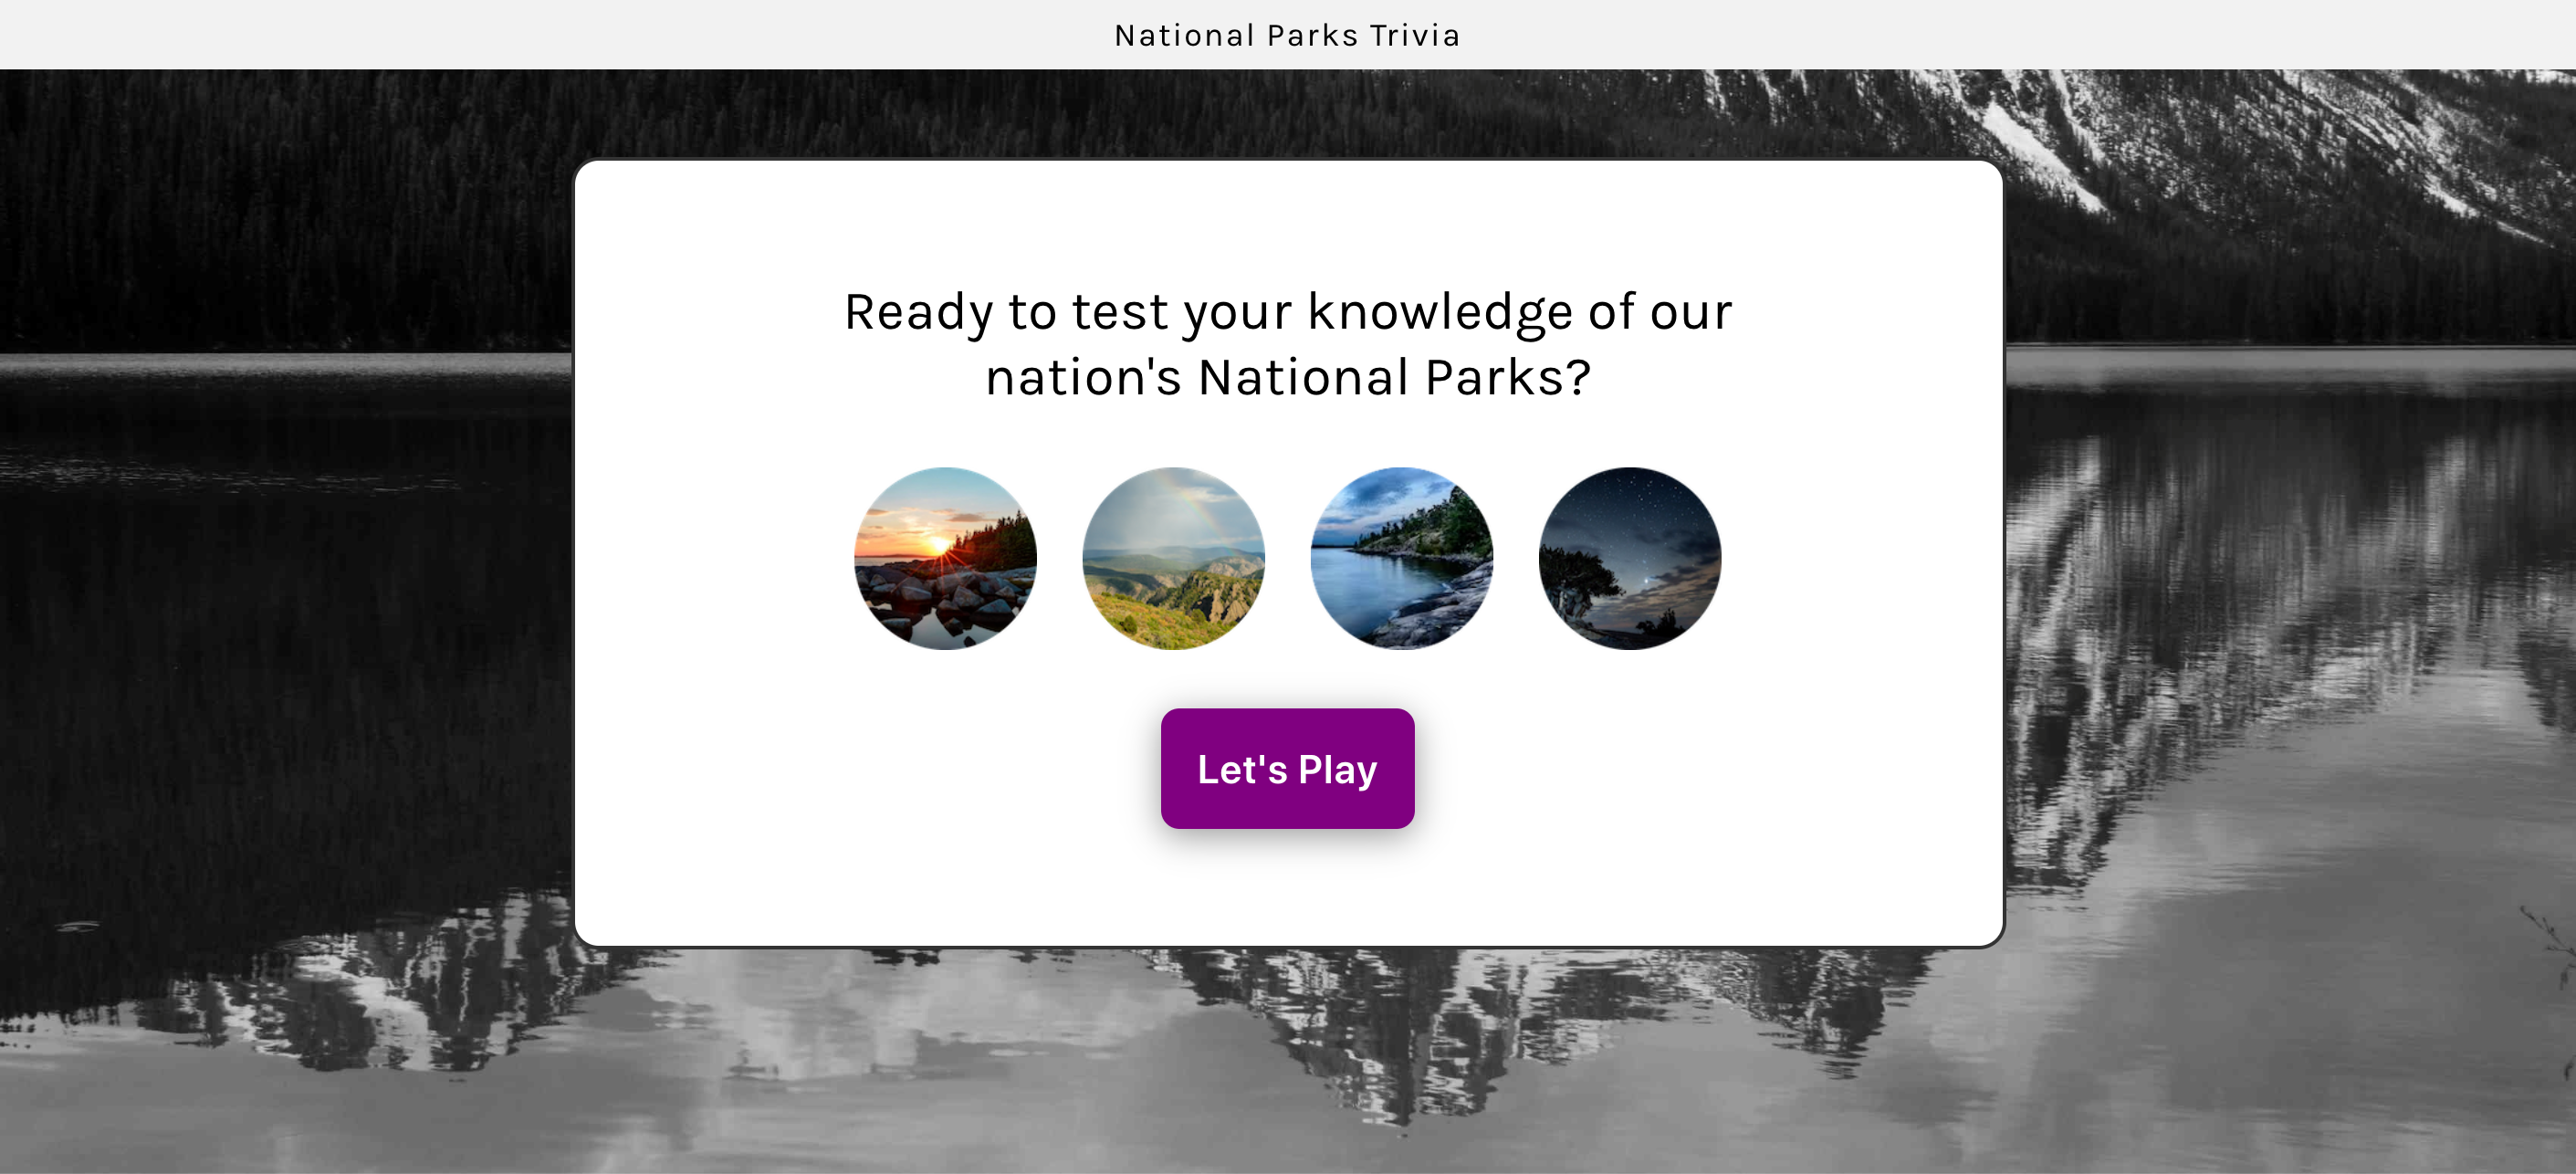 National Parks Trivia
Ready to test your knowledge of our
nation's National Parks?
Let's Play